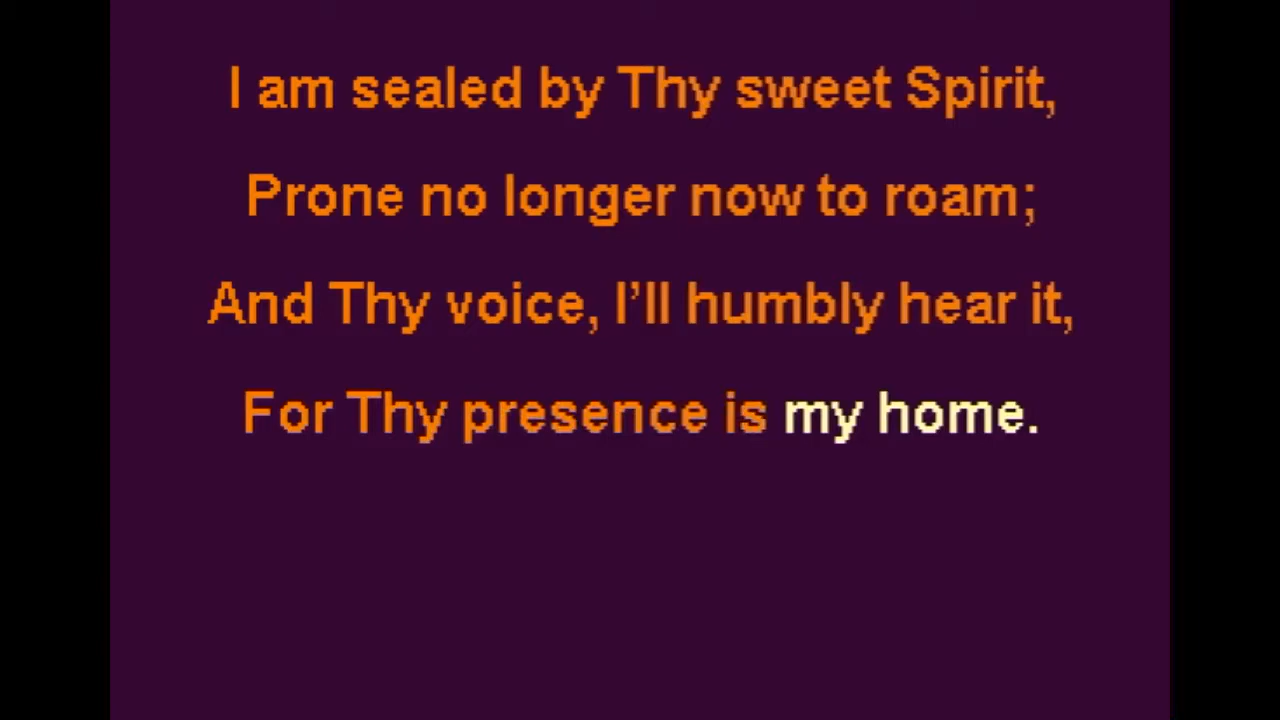 I am sealed by Thy sweet Spirit,
Prone no longer now to roam;
And Thy voice, I’ll humbly hear it,
For Thy presence is my home.